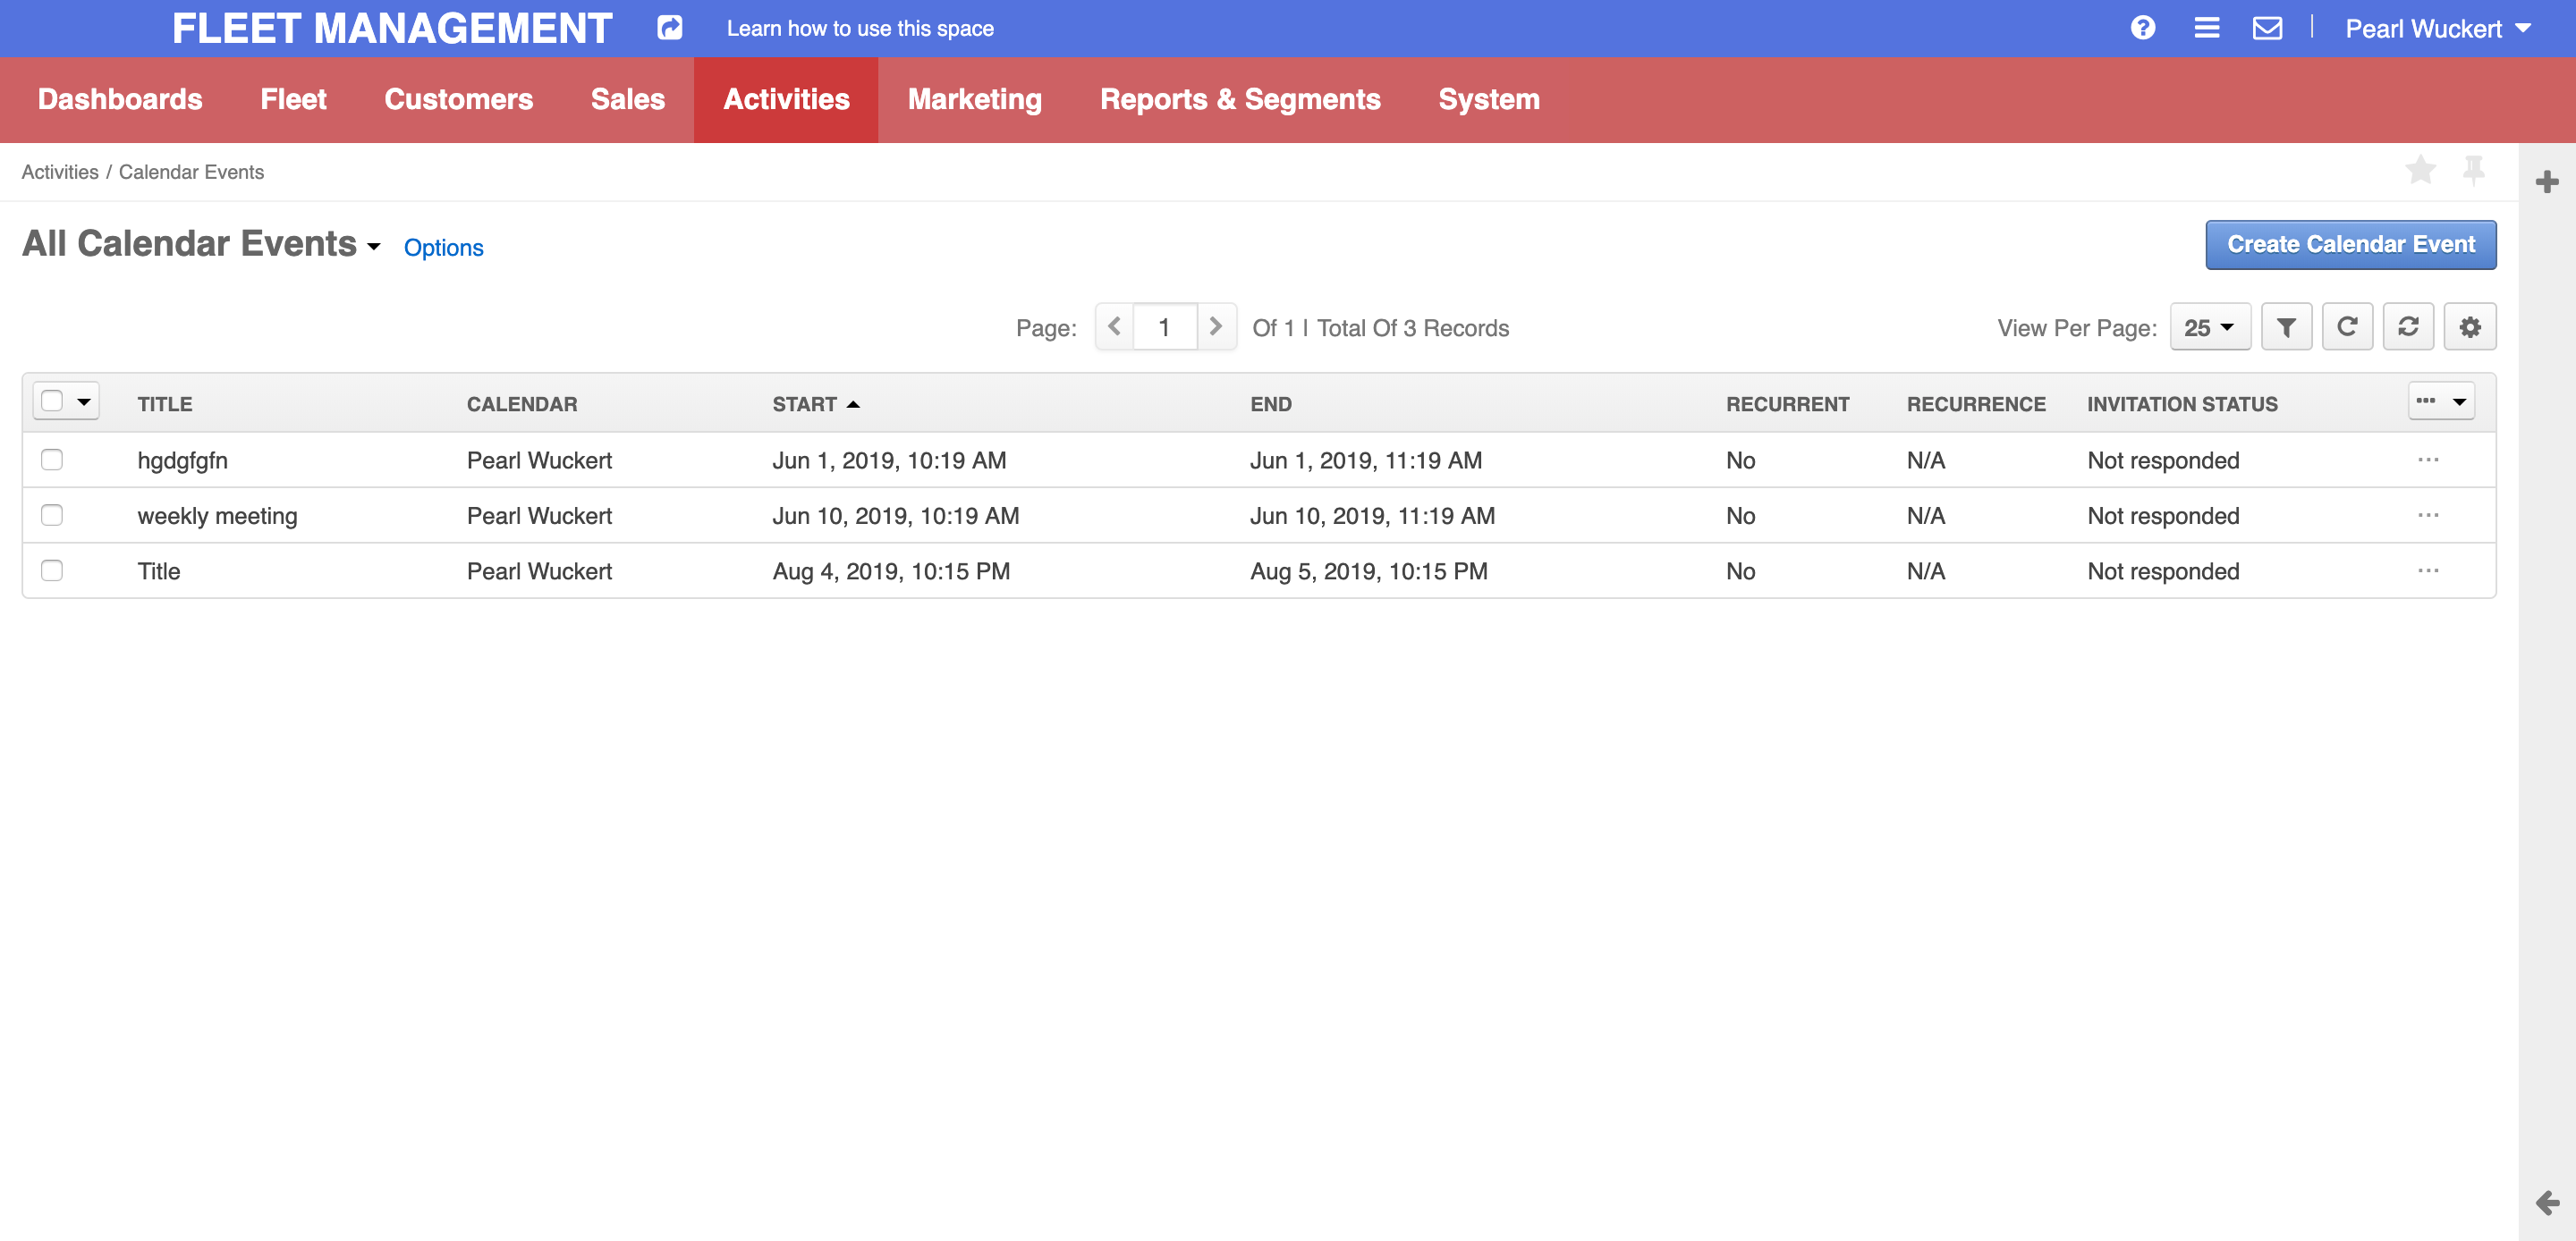 FLEET MANAGEMENT Learn how to use this space Pearl Wuckert
Dashboards Fleet Customers Sales Activities Marketing Reports & Segments System
Activities / Calendar Events
All Calendar Events Options Create Calendar Event
Page: 1 Of 1 | Total Of 3 Records View Per Page: 25
TITLE CALENDAR START END RECURRENT RECURRENCE INVITATION STATUS
hgdgfgfn Pearl Wuckert Jun 1, 2019, 10:19 AM Jun 1, 2019, 11:19 AM No N/A Not responded
weekly meeting Pearl Wuckert Jun 10, 2019, 10:19 AM Jun 10, 2019, 11:19 AM No N/A Not responded
Title Pearl Wuckert Aug 4, 2019, 10:15 PM Aug 5, 2019, 10:15 PM No N/A Not responded